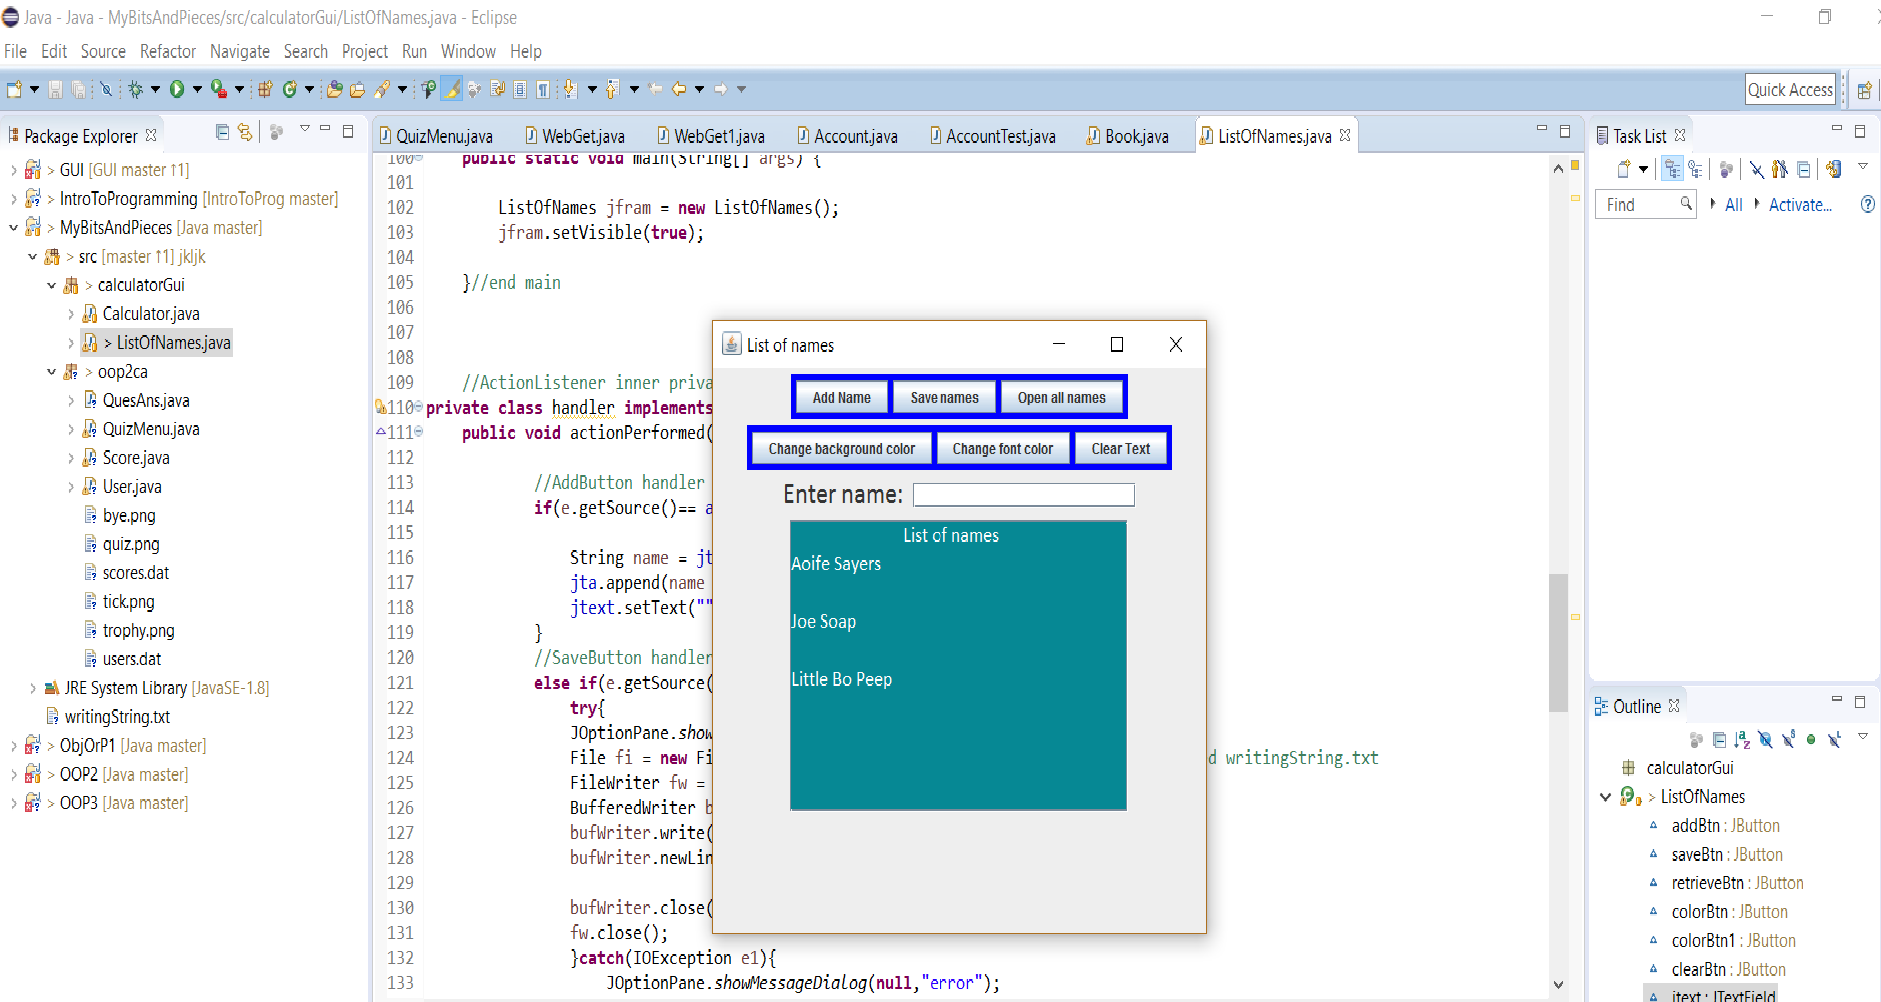 Java - Java - MyBitsAndPieces/src/calculatorGui/ListOfNames.java - Eclipse
File Edit Source Refactor Navigate Search Project Run Window Help
Quick Access
Package Explorer
> GUI [GUI master ↑1]
> IntroToProgramming [IntroToProg master]
> MyBitsAndPieces [Java master]
> src [master ↑1] jkljk
> calculatorGui
Calculator.java
> ListOfNames.java
> oop2ca
QuesAns.java
QuizMenu.java
Score.java
User.java
bye.png
quiz.png
scores.dat
tick.png
trophy.png
users.dat
JRE System Library [JavaSE-1.8]
writingString.txt
> ObjOrP1 [Java master]
> OOP2 [Java master]
> OOP3 [Java master]
QuizMenu.java WebGet.java WebGet1.java Account.java AccountTest.java Book.java ListOfNames.java
100 public static void main(String[] args) {
101
102 ListOfNames jfram = new ListOfNames();
103 jfram.setVisible(true);
104
105 }//end main
106
107
108
109 //ActionListener inner priva
110 private class handler implements
111 public void actionPerformed(
112
113 //AddButton handler
114 if(e.getSource()== a
115
116 String name = jt
117 jta.append(name
118 jtext.setText(""
119 }
120 //SaveButton handler
121 else if(e.getSource(
122 try{
123 JOptionPane.show
124 File fi = new Fi d writingString.txt
125 FileWriter fw =
126 BufferedWriter b
127 bufWriter.write(
128 bufWriter.newLin
129
130 bufWriter.close(
131 fw.close();
132 }catch(IOException e1){
133 JOptionPane.showMessageDialog(null,"error");
List of names
Add Name Save names Open all names
Change background color Change font color Clear Text
Enter name:
List of names
Aoife Sayers
Joe Soap
Little Bo Peep
Task List
Find All Activate...
Outline
calculatorGui
> ListOfNames
addBtn : JButton
saveBtn : JButton
retrieveBtn : JButton
colorBtn : JButton
colorBtn1 : JButton
clearBtn : JButton
jtext : JTextField